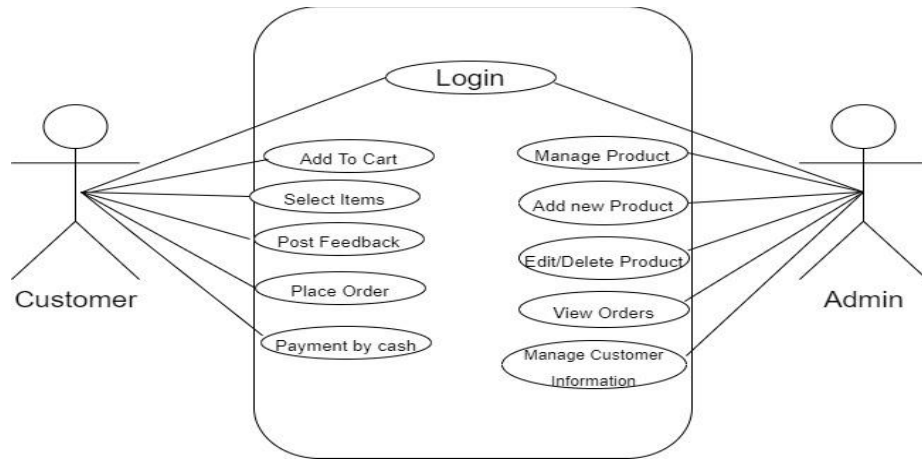 Login
Add To Cart
Select Items
Post Feedback
Place Order
Payment by cash
Manage Product
Add new Product
Edit/Delete Product
View Orders
Manage Customer
Information
Customer
Admin